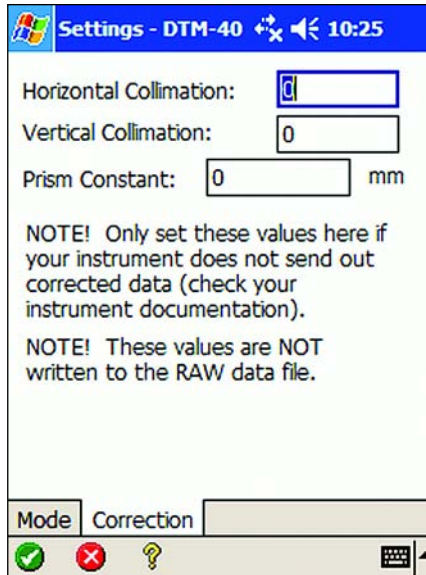 Settings - DTM-40 10:25
Horizontal Collimation: 0
Vertical Collimation: 0
Prism Constant: 0 mm
NOTE! Only set these values here if
your instrument does not send out
corrected data (check your
instrument documentation).
NOTE! These values are NOT
written to the RAW data file.
Mode Correction